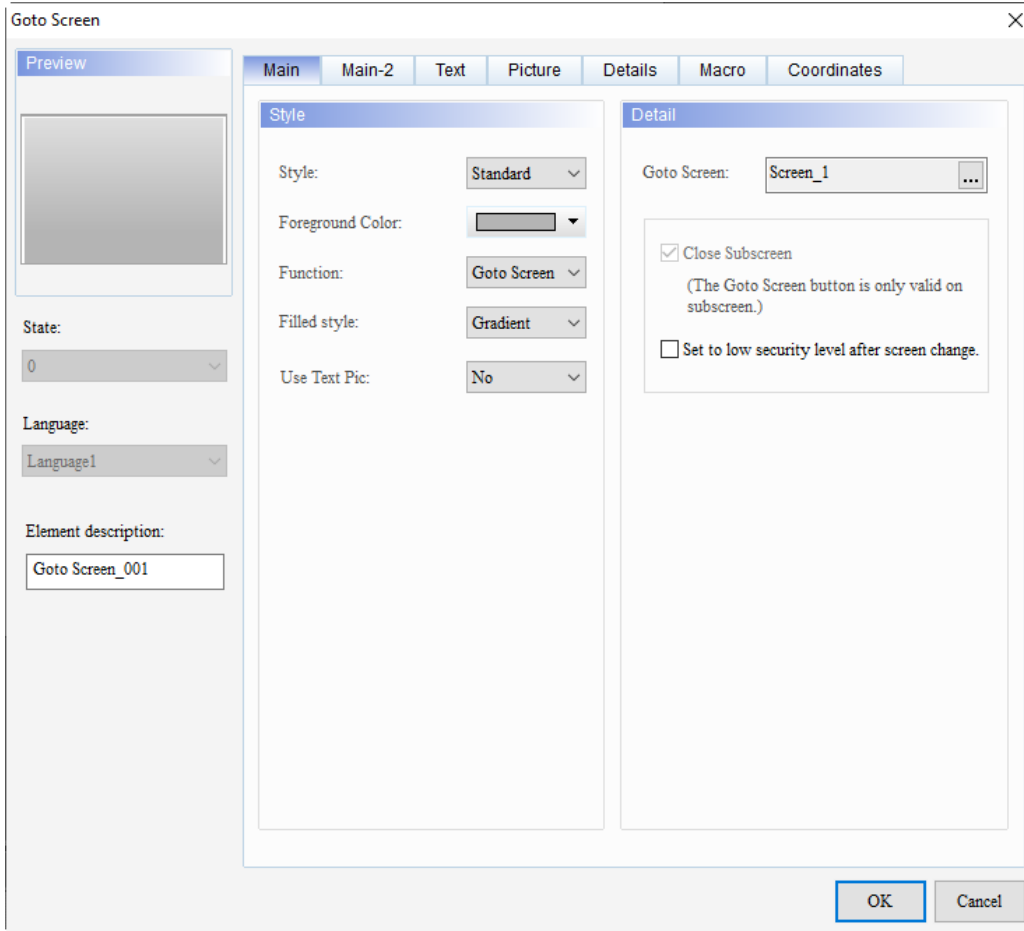 Goto Screen
Preview
State:
0
Language:
Language1
Element description:
Goto Screen_001
Main
Main-2
Text
Picture
Details
Macro
Coordinates
Style
Style:
Standard
Foreground Color:
Function:
Goto Screen
Filled style:
Gradient
Use Text Pic:
No
Detail
Goto Screen:
Screen_1
...
Close Subscreen
(The Goto Screen button is only valid on
subscreen.)
Set to low security level after screen change.
OK
Cancel